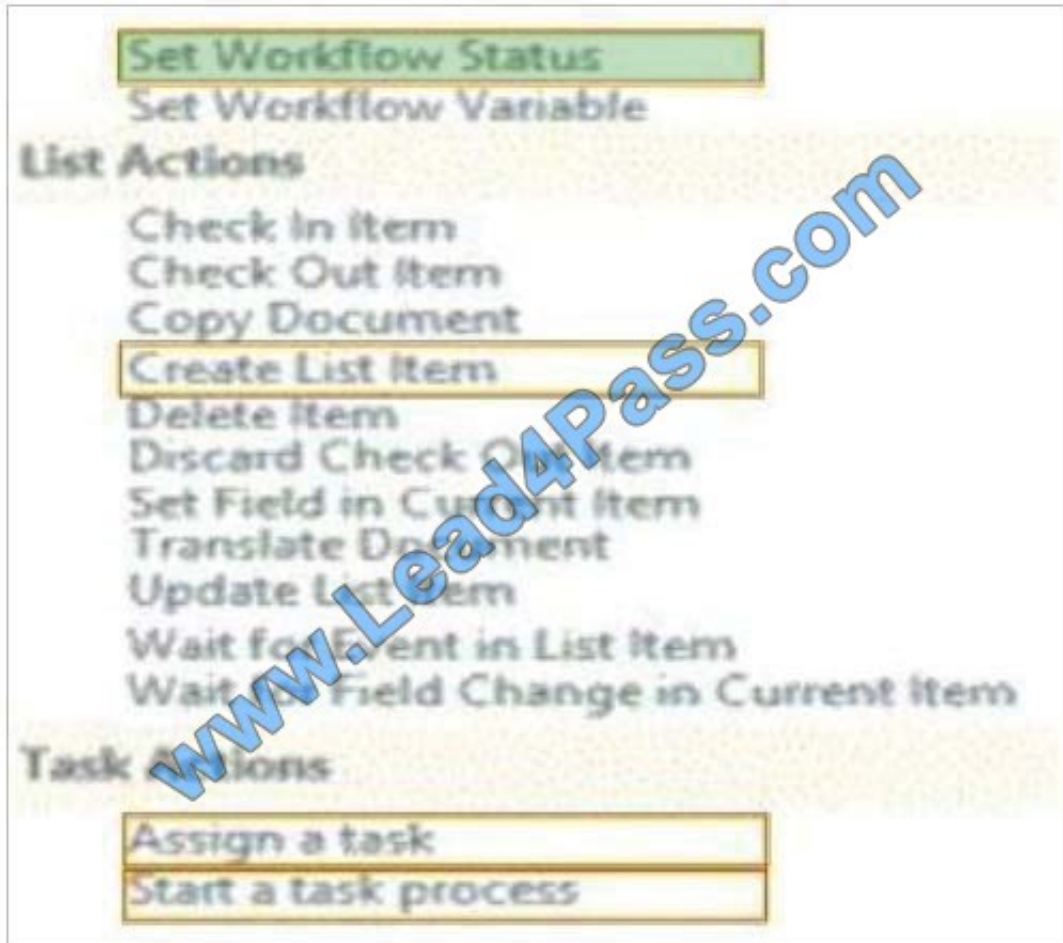 Set Workflow Status
Set Workflow Variable
List Actions
Check In Item
Check Out Item
Copy Document
Create List Item
Delete Item
Discard Check Out Item
Set Field in Current Item
Translate Document
Update List Item
Wait for Event in List Item
Wait for Field Change in Current Item
Task Actions
Assign a task
Start a task process
www.Lead4Pass.com